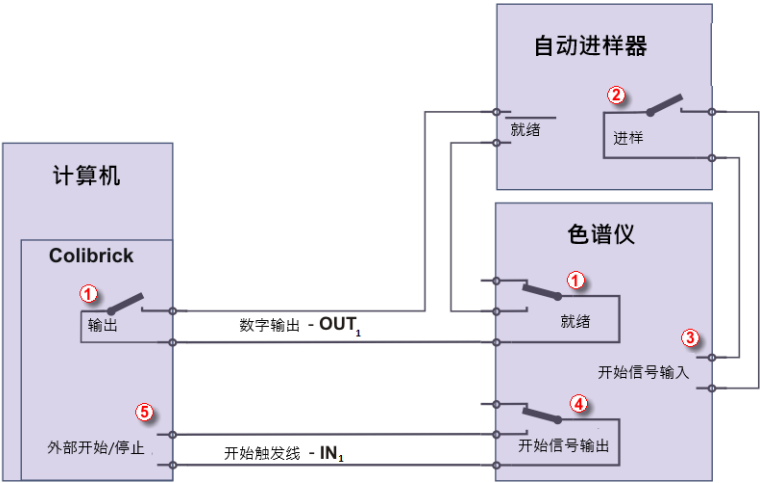 自动进样器
②
就绪
进样
计算机
Colibrick
①
输出
数字输出 - OUT1
色谱仪
①
就绪
③
开始信号输入
④
开始信号输出
⑤
外部开始/停止
开始触发线 - IN1